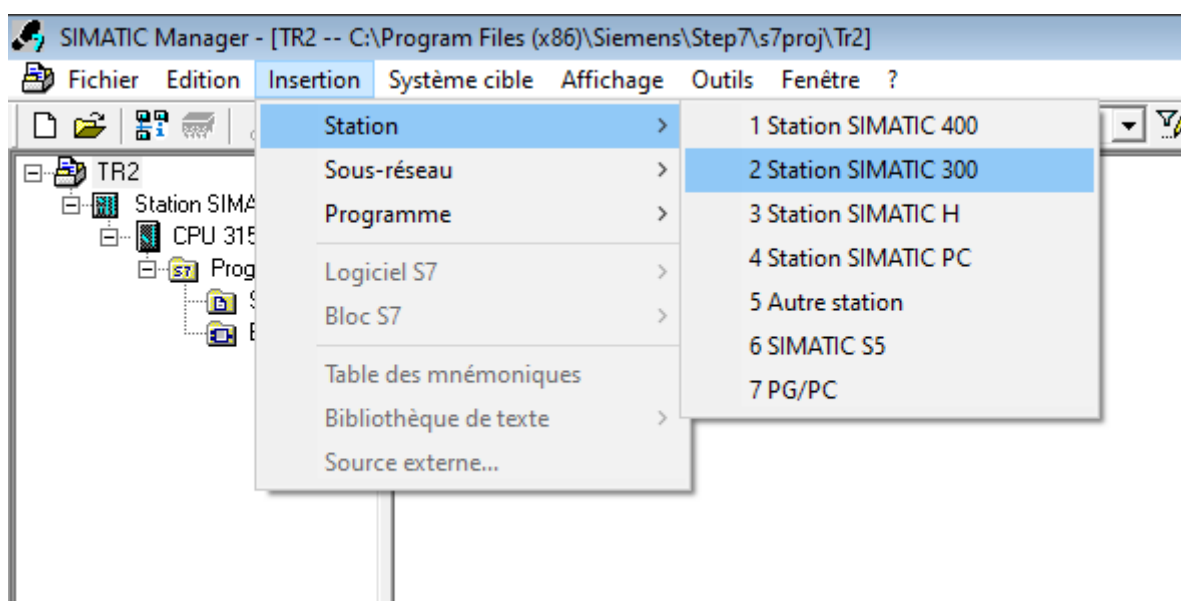 SIMATIC Manager - [TR2 -- C:\Program Files (x86)\Siemens\Step7\s7proj\Tr2]
Fichier Edition Insertion Système cible Affichage Outils Fenêtre ?
TR2
Station
CPU 315
S7
Station >
Sous-réseau >
Programme >
Logiciel S7 >
Bloc S7 >
Table des mnémoniques
Bibliothèque de texte >
Source externe...
1 Station SIMATIC 400
2 Station SIMATIC 300
3 Station SIMATIC H
4 Station SIMATIC PC
5 Autre station
6 SIMATIC S5
7 PG/PC